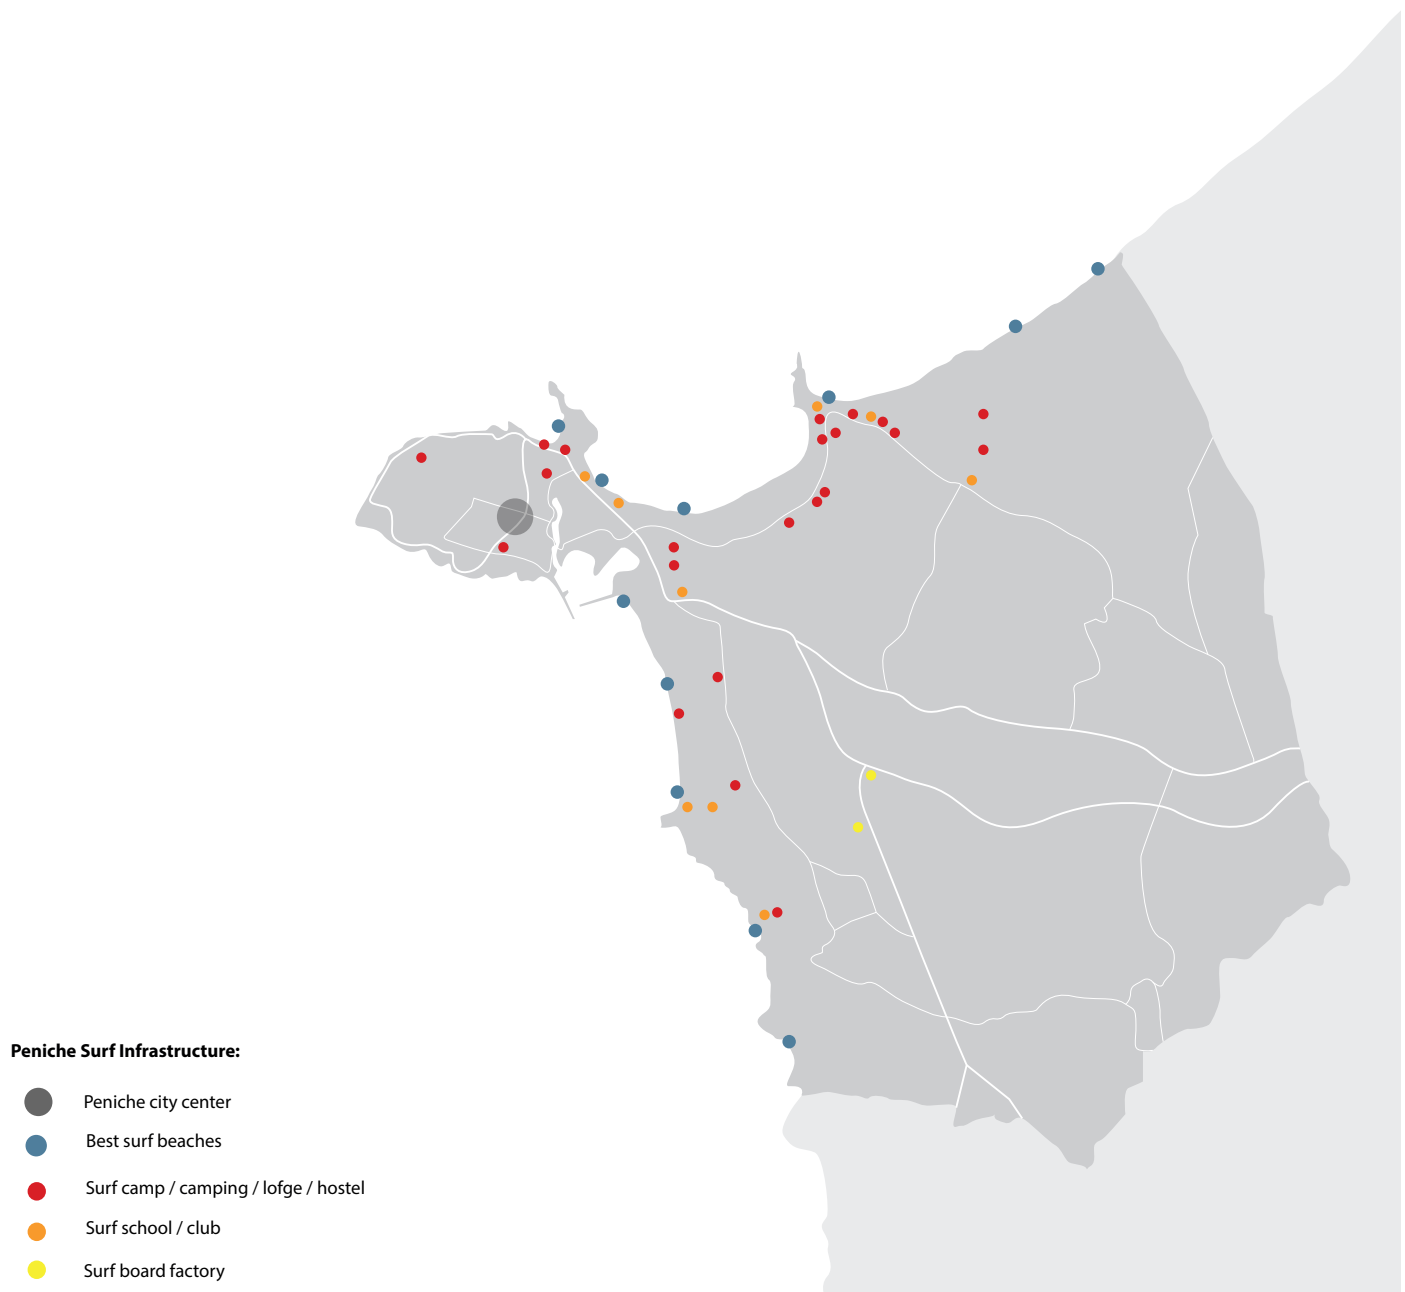 Peniche Surf Infrastructure:
Peniche city center
Best surf beaches
Surf camp / camping / lofge / hostel
Surf school / club
Surf board factory